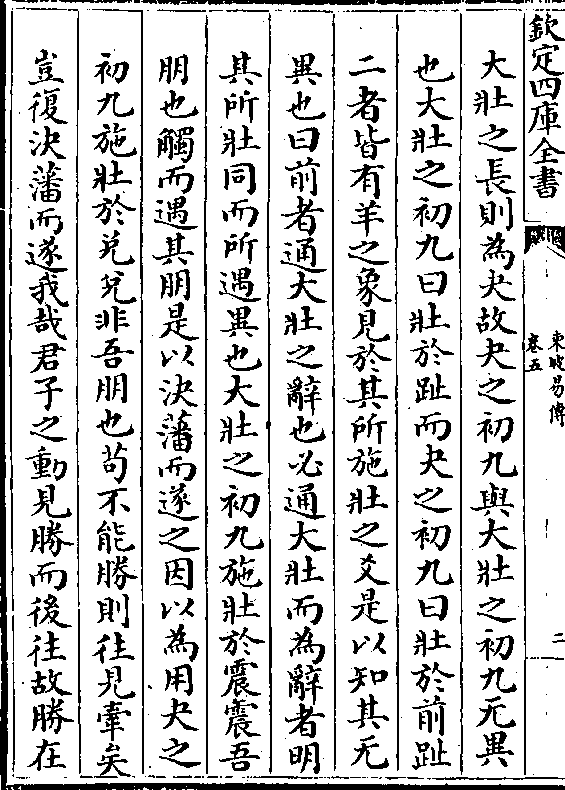 欽定四庫全書
東坡易傳
卷五
二
大壯之長則為夬故夬之初九與大壯之初九无異
也大壯之初九曰壯於趾而夬之初九曰壯於前趾
二者皆有羊之象見於其所施壯之爻是以知其无
異也曰前者通大壯之辭也必通大壯而為辭者明
其所壯同而所遇異也大壯之初九施壯於震震吾
朋也觸而遇其朋是以決藩而遂之因以為用夬之
初九施壯於兌兌非吾朋也苟不能勝則往見牽矣
豈復決藩而遂我哉君子之動見勝而後往故勝在